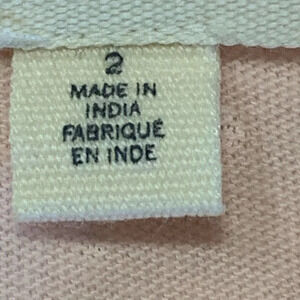 2
MADE IN
INDIA
FABRIQUÉ
EN INDE